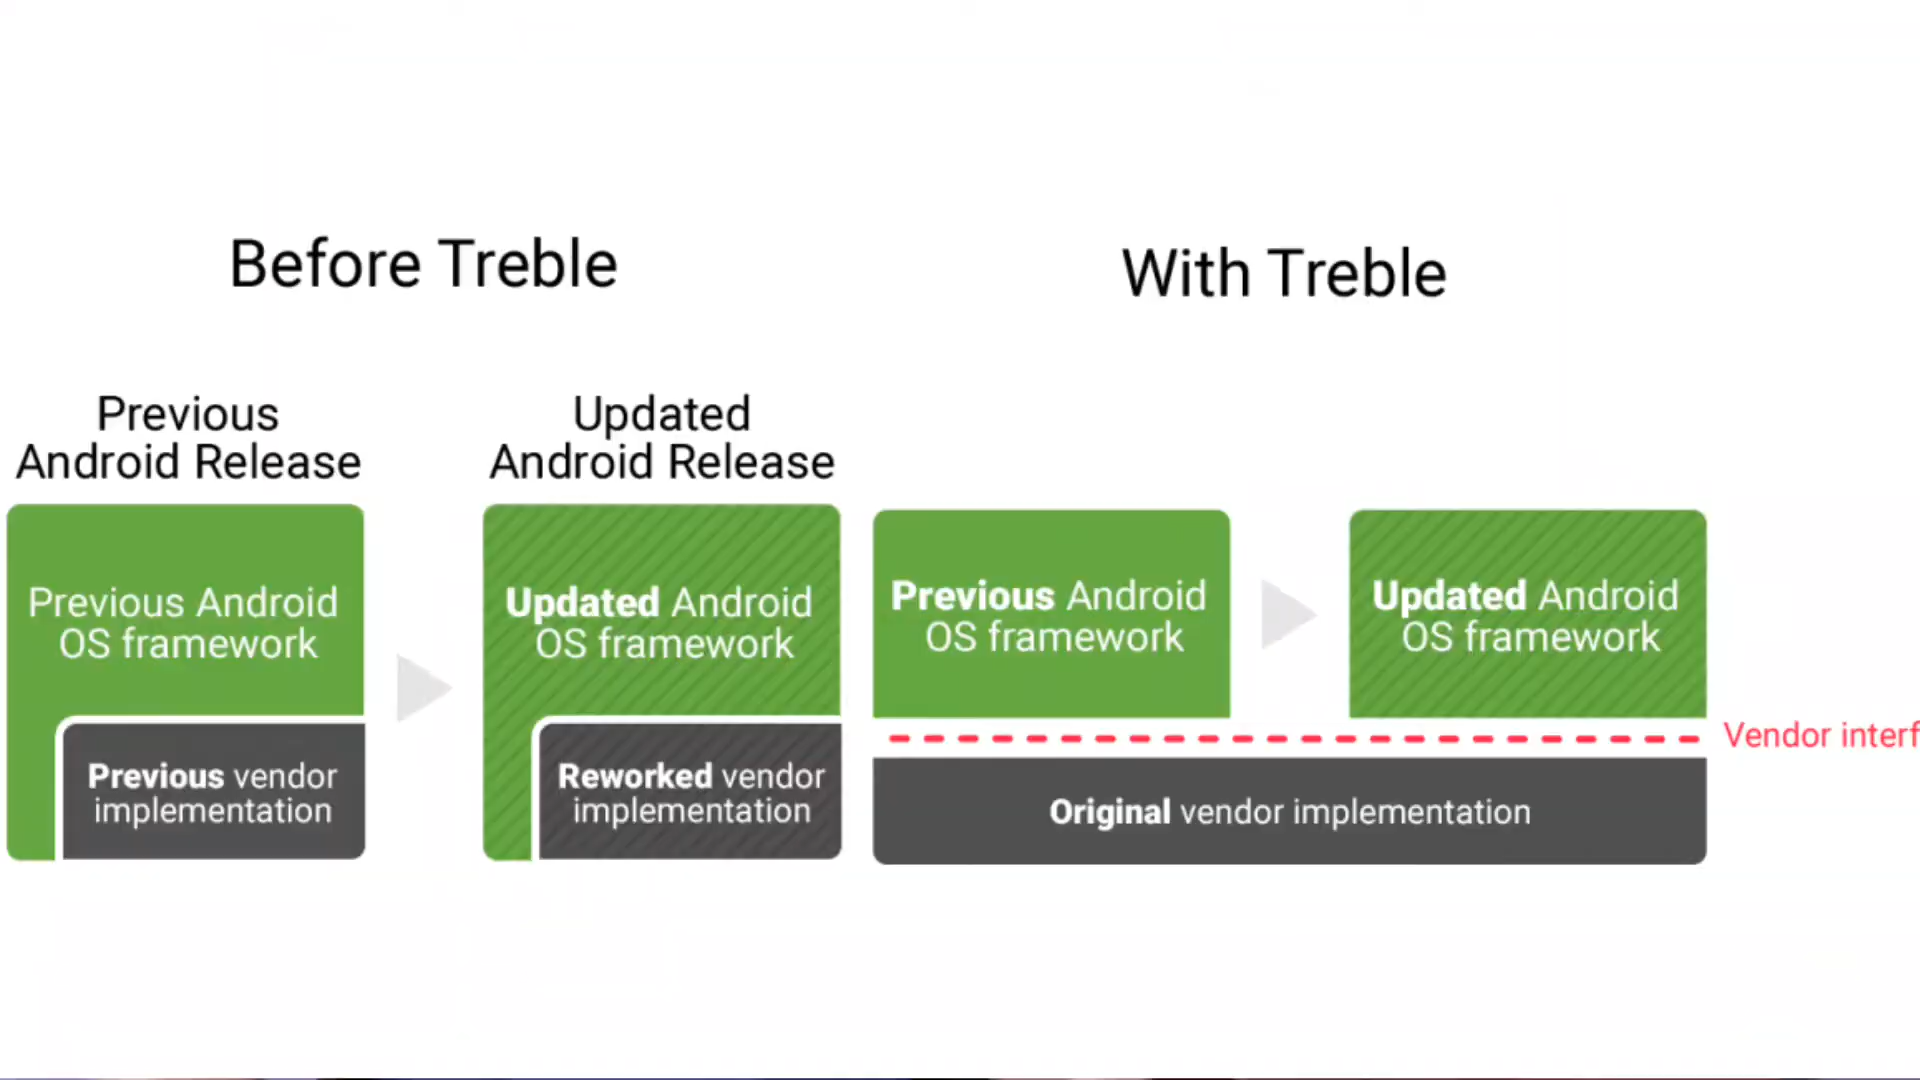 Before Treble
With Treble
Previous
Android Release
Updated
Android Release
Previous Android
OS framework
Previous vendor
implementation
Updated Android
OS framework
Reworked vendor
implementation
Previous Android
OS framework
Updated Android
OS framework
Vendor interf
Original vendor implementation